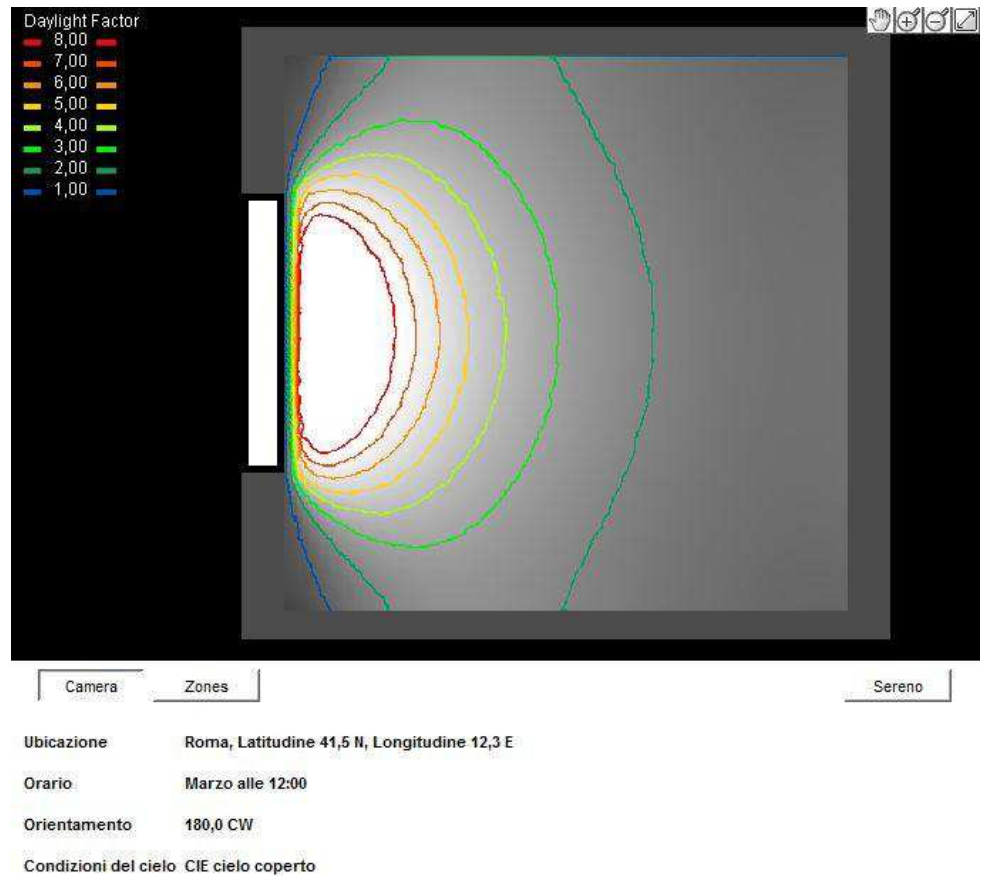 Daylight Factor
8,00
7,00
6,00
5,00
4,00
3,00
2,00
1,00
Camera Zones Sereno
Ubicazione Roma, Latitudine 41,5 N, Longitudine 12,3 E
Orario Marzo alle 12:00
Orientamento 180,0 CW
Condizioni del cielo CIE cielo coperto